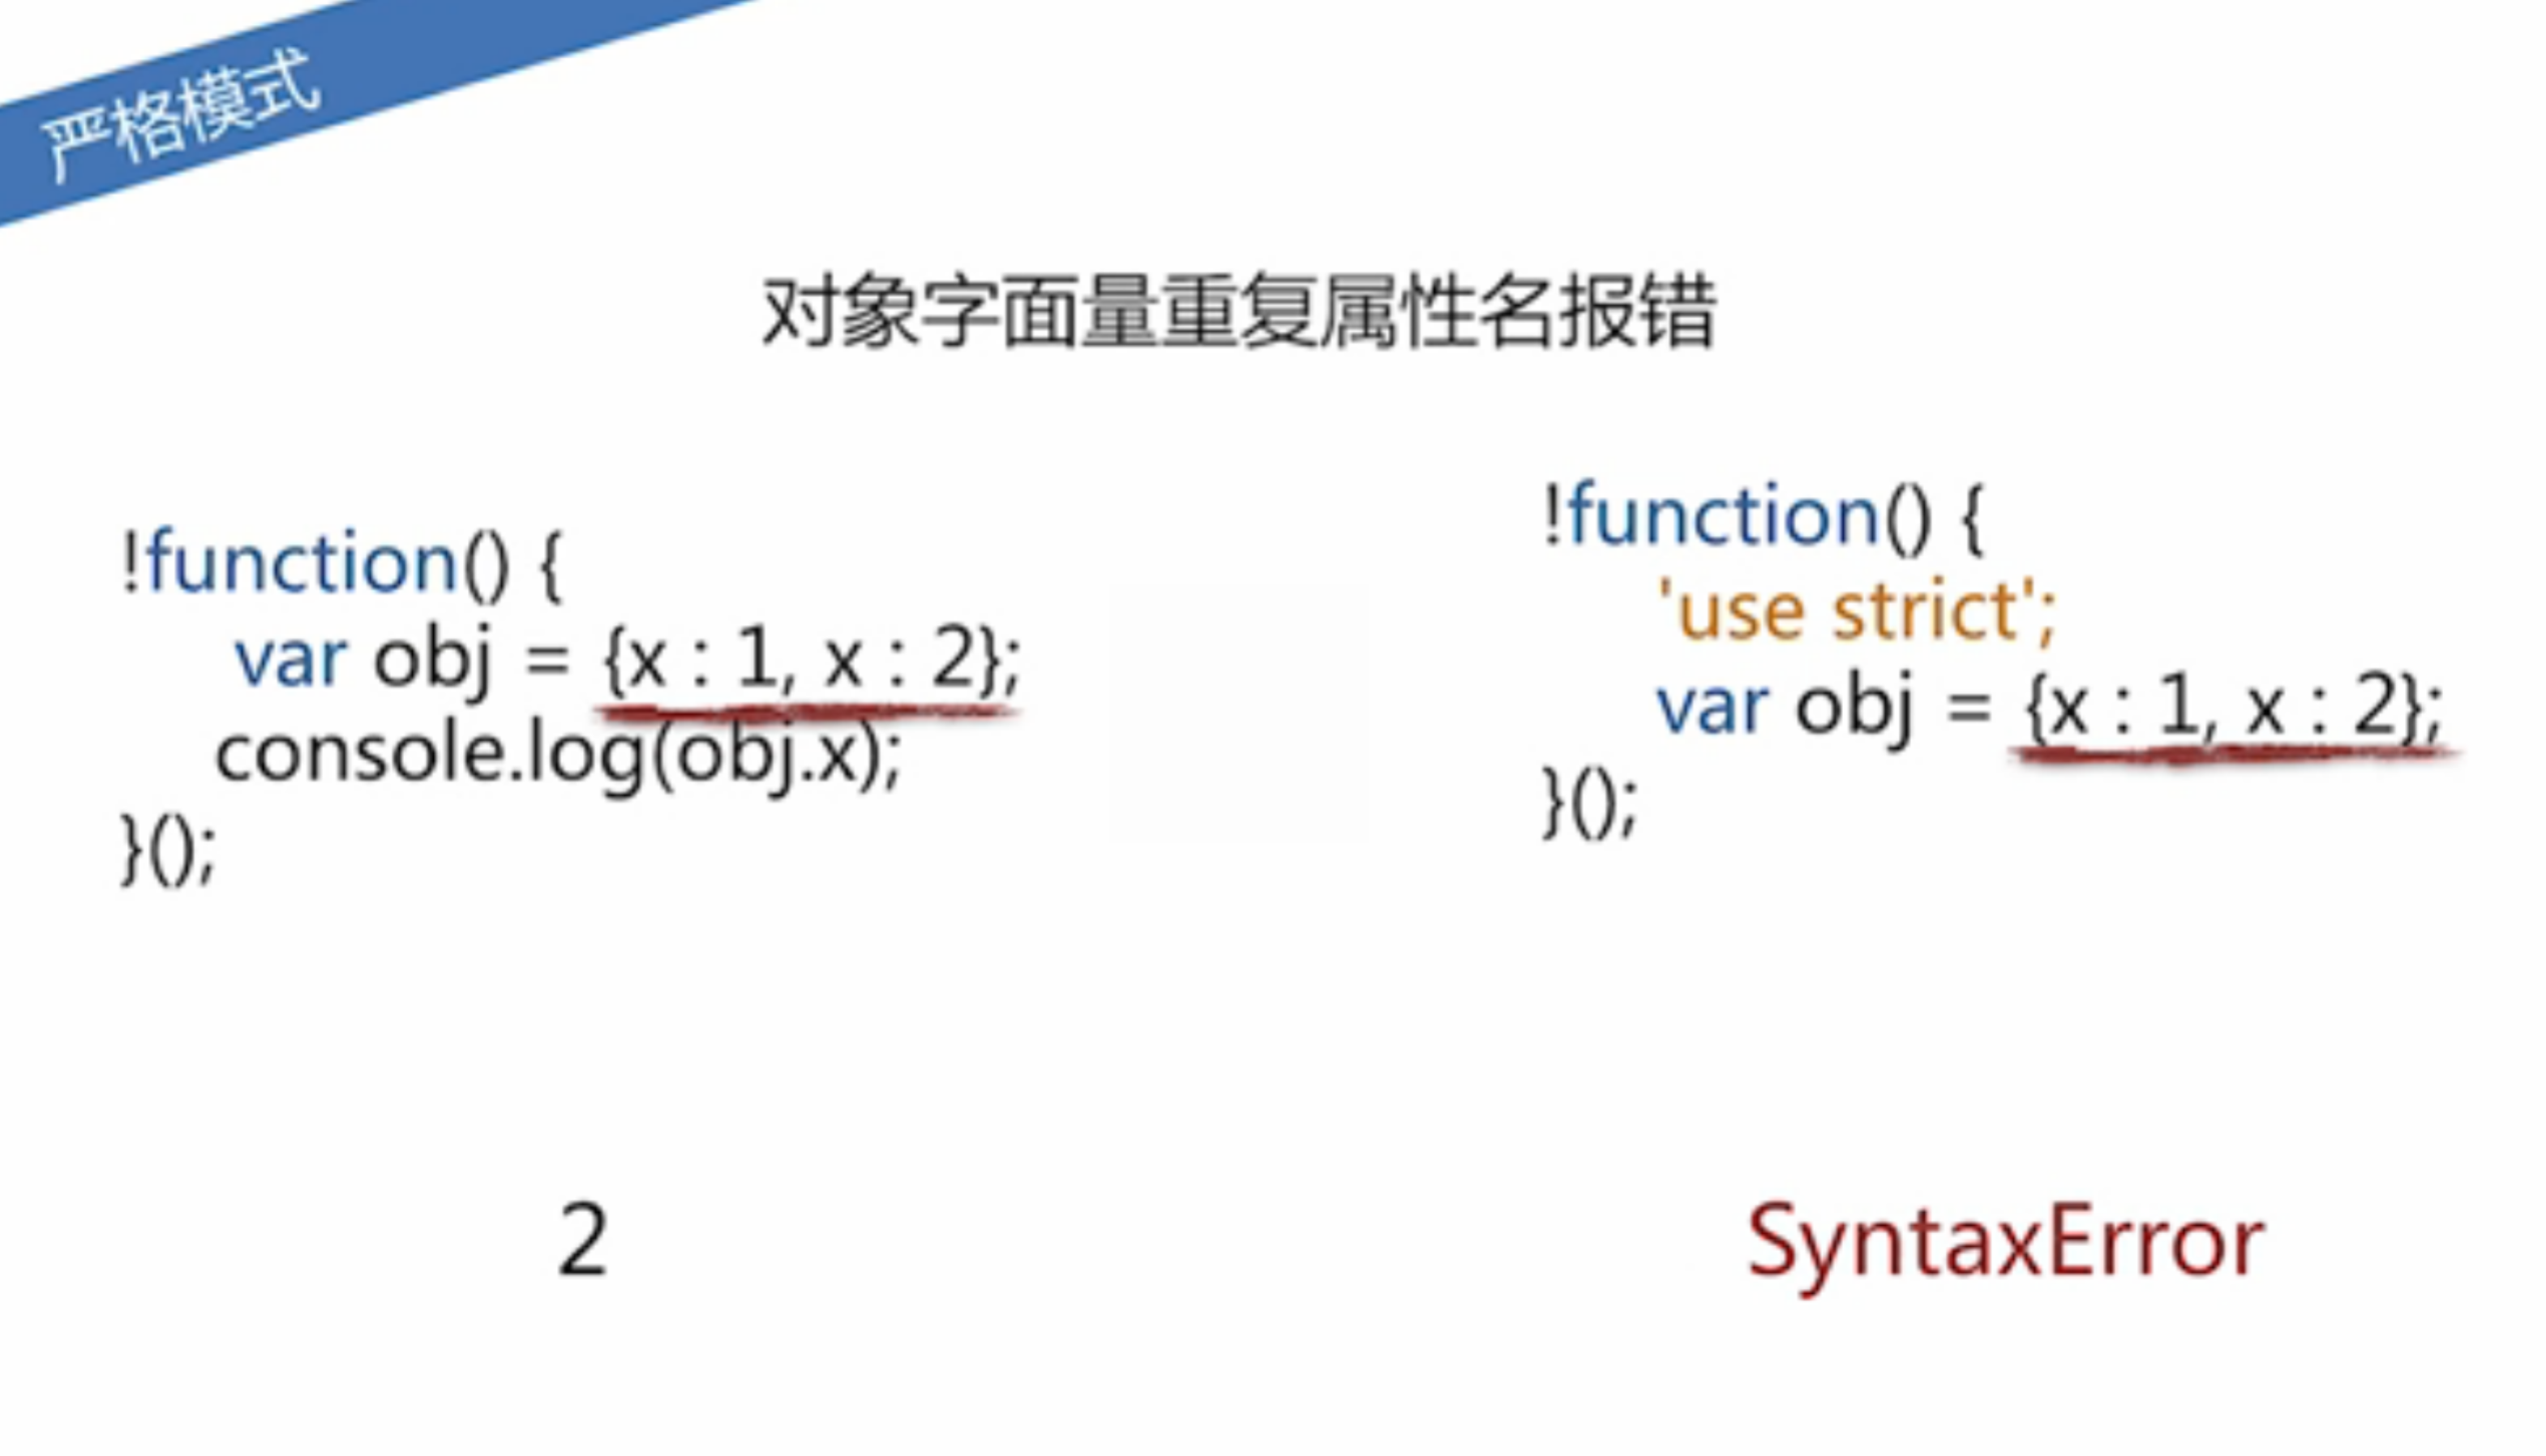 严格模式
对象字面量重复属性名报错
!function() {
var obj = {x : 1, x : 2};
console.log(obj.x);
}();
2
!function() {
'use strict';
var obj = {x : 1, x : 2};
}();
SyntaxError